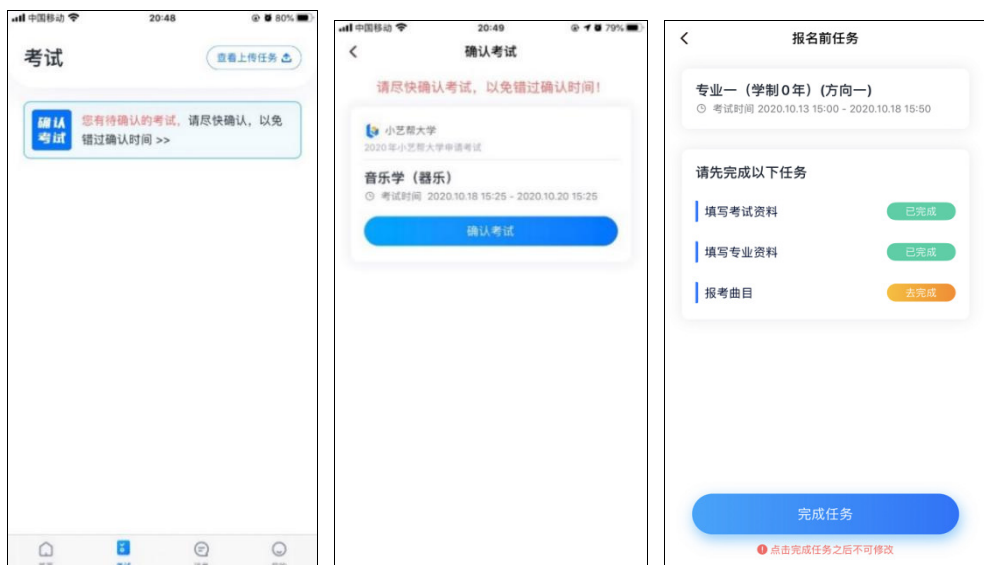 中国移动
20:48
80%
考试
查看上传任务
确认
考试
您有待确认的考试，请尽快确认，以免
错过确认时间 >>
中国移动
20:49
79%
确认考试
请尽快确认考试，以免错过确认时间！
小艺帮大学
2020年小艺帮大学申请考试
音乐学（器乐）
考试时间 2020.10.18 15:25 - 2020.10.20 15:25
确认考试
报名前任务
专业一（学制0年）(方向一)
考试时间 2020.10.13 15:00 - 2020.10.18 15:50
请先完成以下任务
填写考试资料
已完成
填写专业资料
已完成
报考曲目
去完成
完成任务
点击完成任务之后不可修改